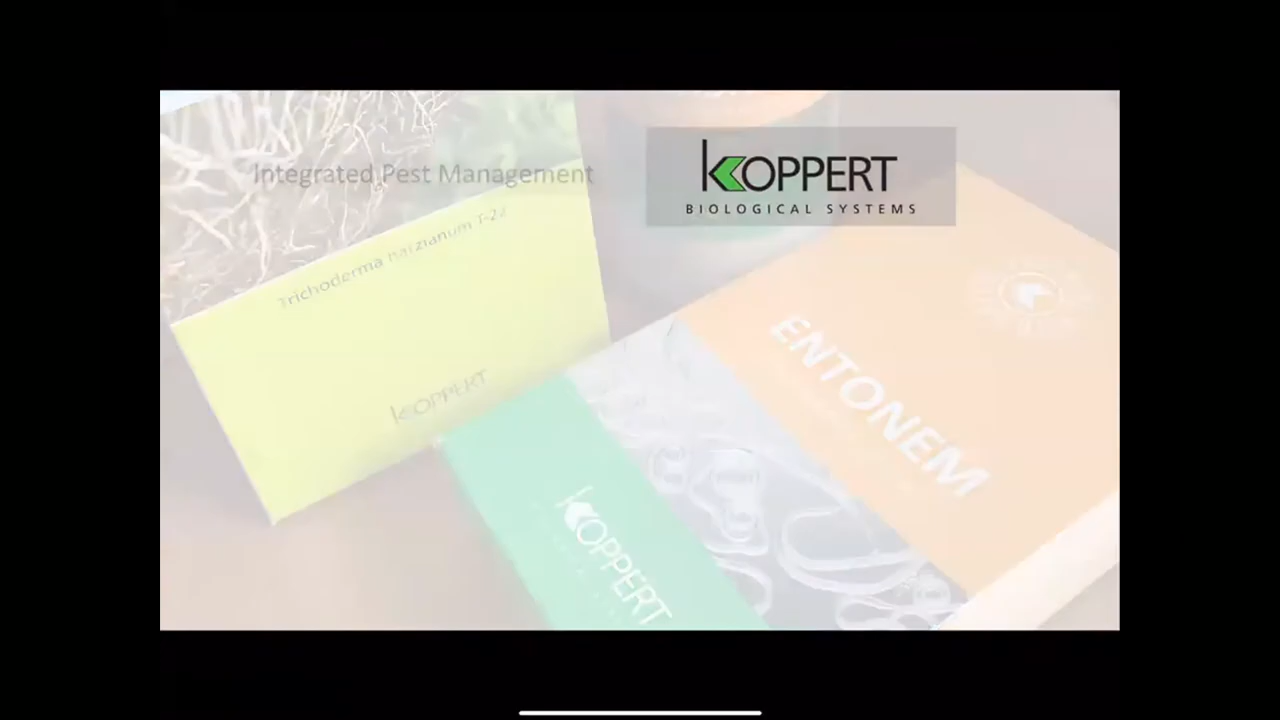 Integrated Pest Management
KOPPERT
BIOLOGICAL SYSTEMS
Trichoderma harzianum T-22
KOPPERT
ENTONEM
KOPPERT